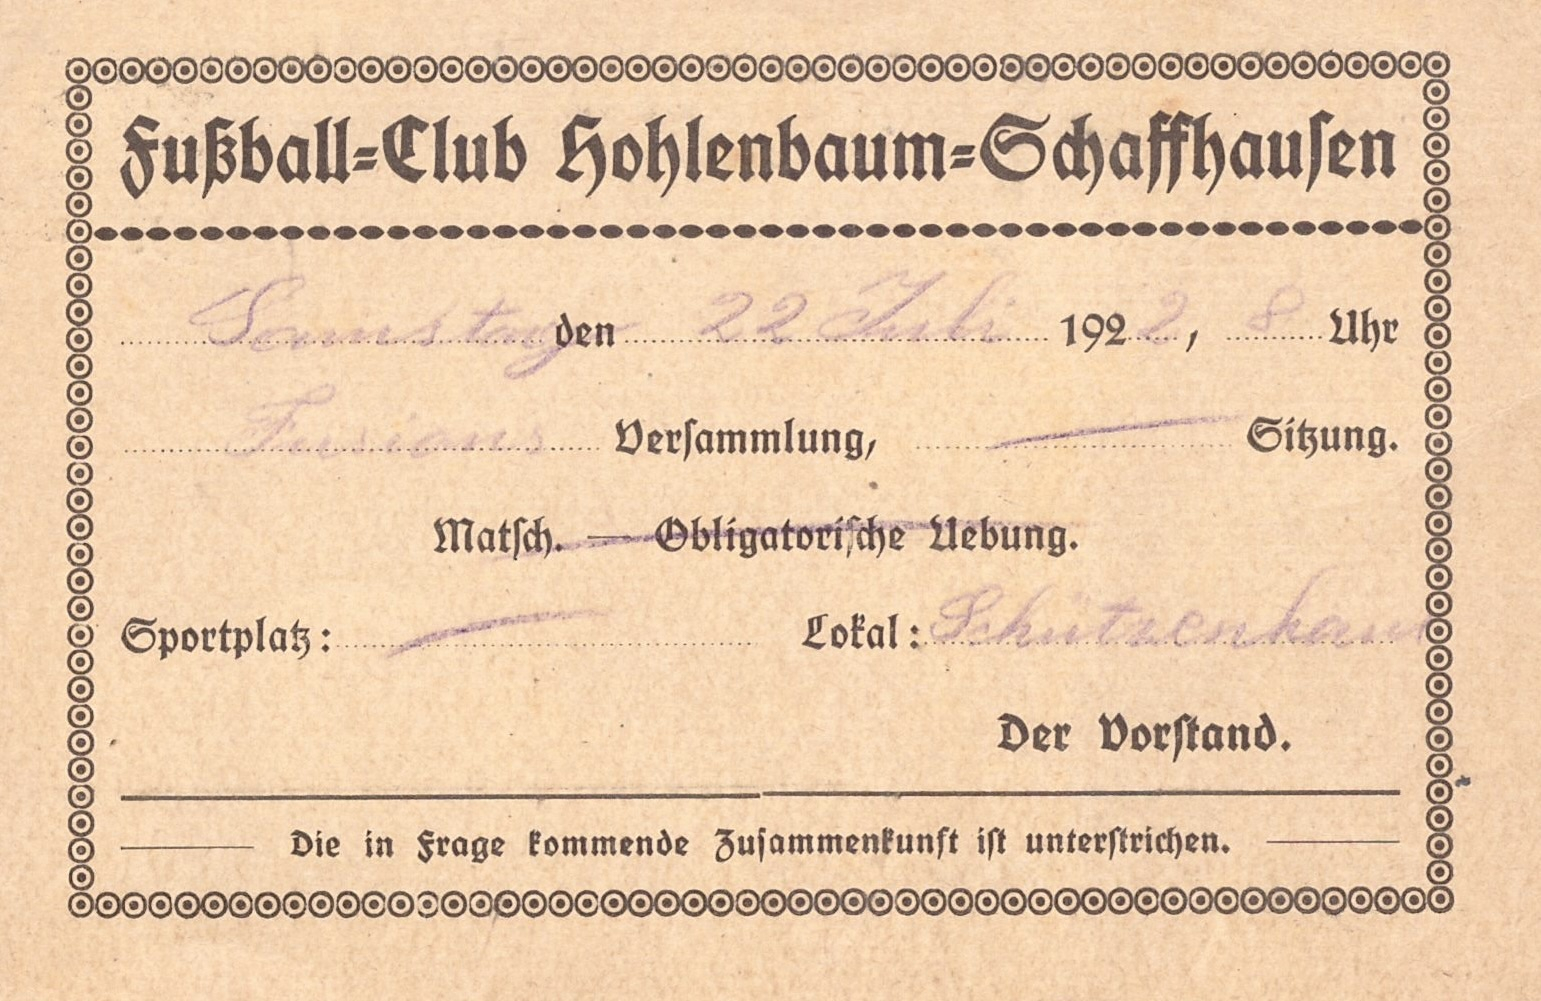 Fußball-Club Hohlenbaum-Schaffhausen
Samstag den 22 Juli 1922, 8 Uhr
Fusions Versammlung, Sitzung.
Matsch. — Obligatorische Uebung.
Sportplatz: Lokal: Schützenhaus
Der Vorstand.
Die in Frage kommende Zusammenkunft ist unterstrichen.